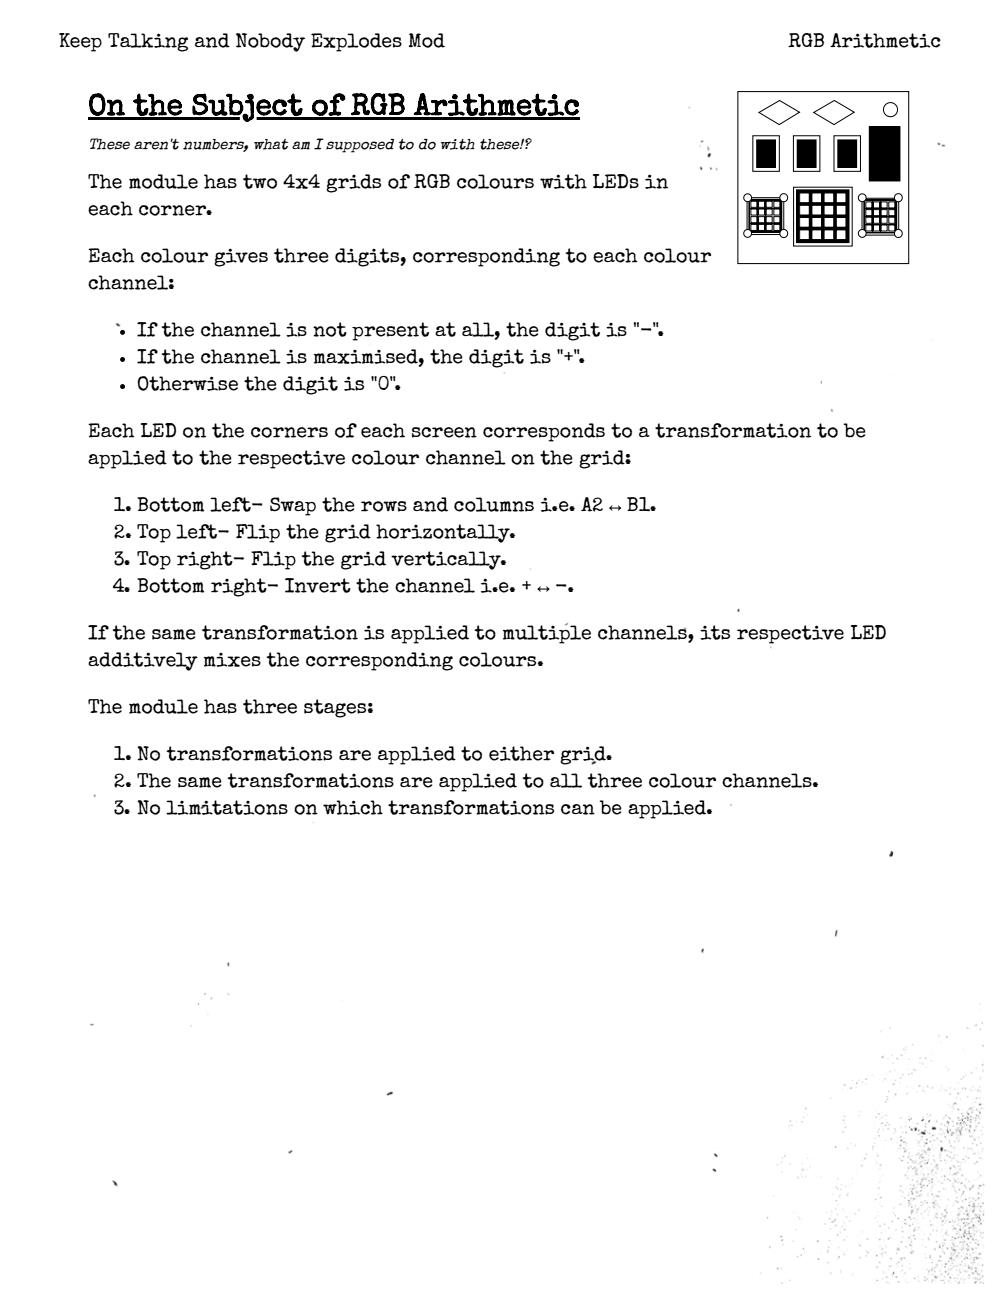 Keep Talking and Nobody Explodes Mod
RGB Arithmetic
On the Subject of RGB Arithmetic
These aren't numbers, what am I supposed to do with these!?
The module has two 4x4 grids of RGB colours with LEDs in
each corner.
Each colour gives three digits, corresponding to each colour
channel:
• If the channel is not present at all, the digit is "-".
• If the channel is maximised, the digit is "+".
• Otherwise the digit is "0".
Each LED on the corners of each screen corresponds to a transformation to be
applied to the respective colour channel on the grid:
1. Bottom left- Swap the rows and columns i.e. A2 ↔ B1.
2. Top left- Flip the grid horizontally.
3. Top right- Flip the grid vertically.
4. Bottom right- Invert the channel i.e. + ↔ -.
If the same transformation is applied to multiple channels, its respective LED
additively mixes the corresponding colours.
The module has three stages:
1. No transformations are applied to either grid.
2. The same transformations are applied to all three colour channels.
3. No limitations on which transformations can be applied.